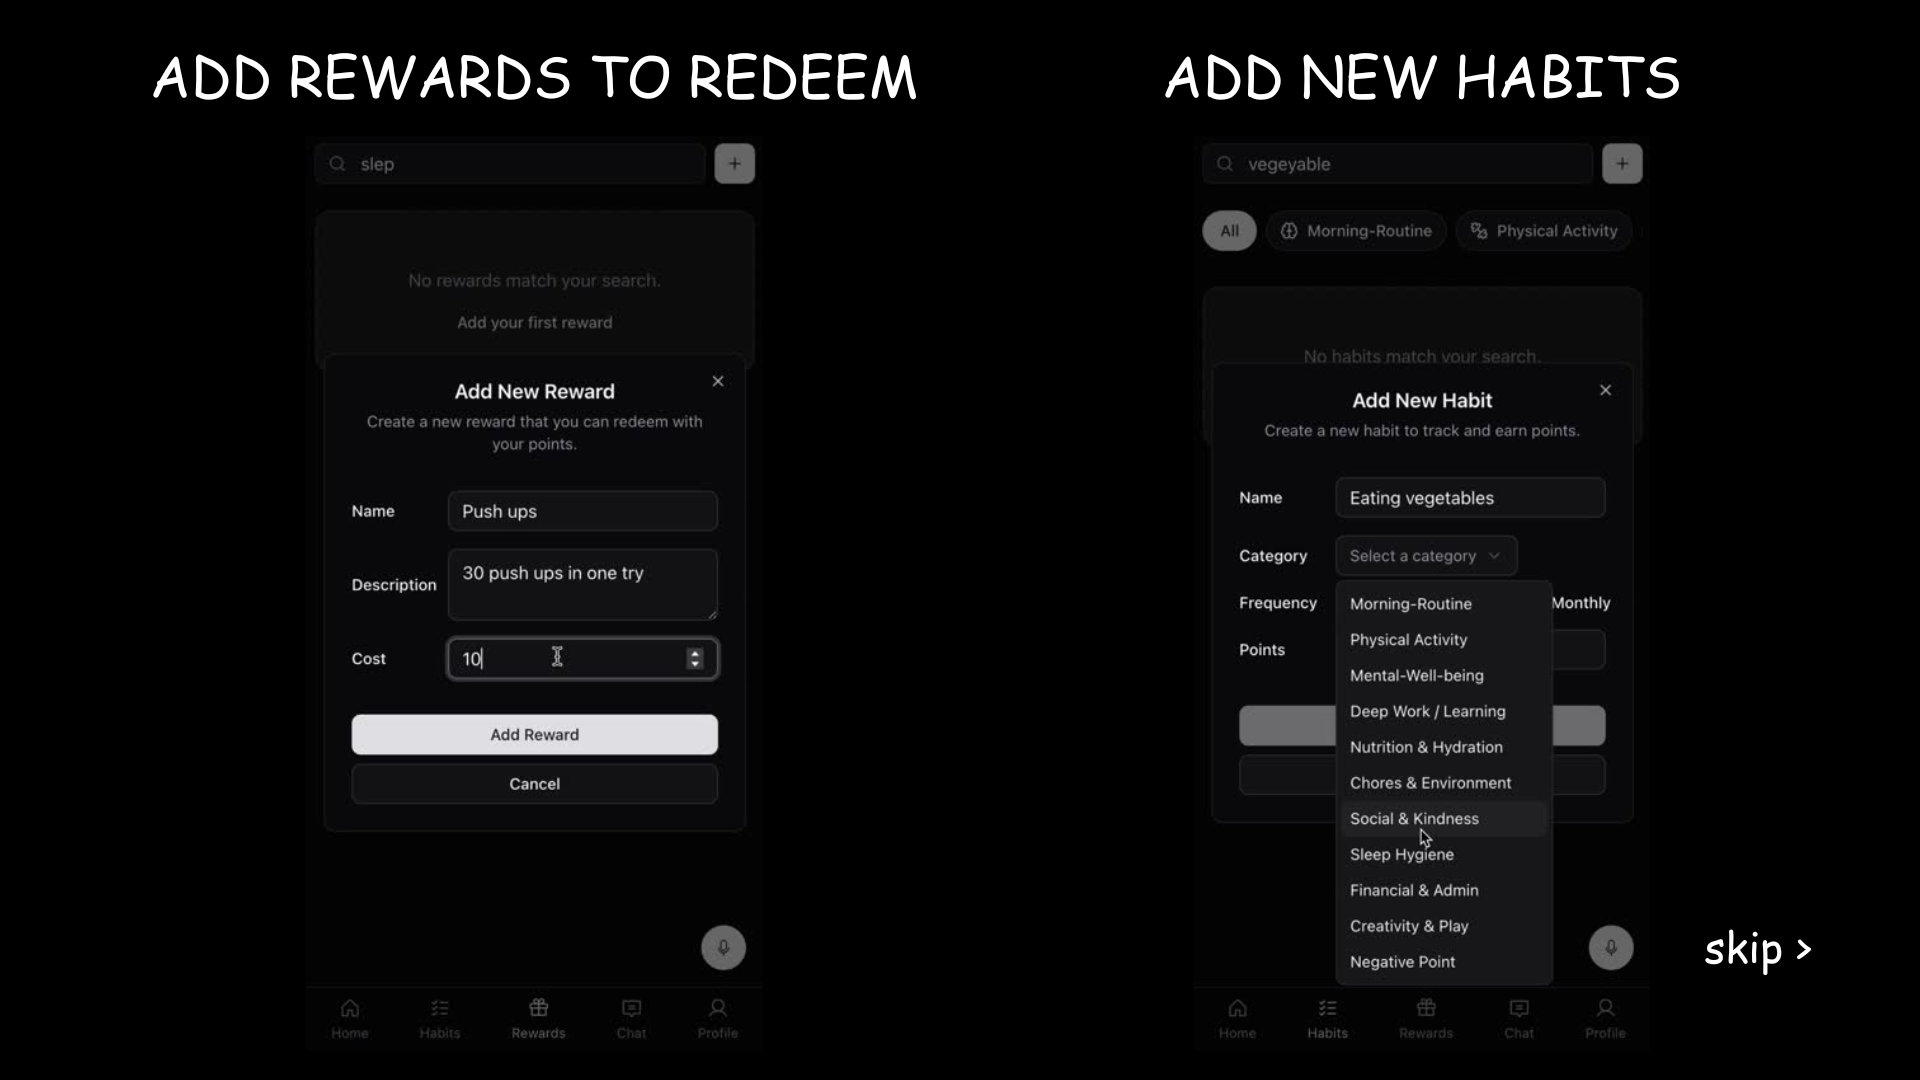 ADD REWARDS TO REDEEM
slep
No rewards match your search.
Add your first reward
Add New Reward
Create a new reward that you can redeem with
your points.
Name
Push ups
Description
30 push ups in one try
Cost
10
Add Reward
Cancel
Home
Habits
Rewards
Chat
Profile
ADD NEW HABITS
vegeyable
All
Morning-Routine
Physical Activity
No habits match your search.
Add New Habit
Create a new habit to track and earn points.
Name
Eating vegetables
Category
Select a category
Frequency
Monthly
Points
Morning-Routine
Physical Activity
Mental-Well-being
Deep Work / Learning
Nutrition & Hydration
Chores & Environment
Social & Kindness
Sleep Hygiene
Financial & Admin
Creativity & Play
Negative Point
Home
Habits
Rewards
Chat
Profile
skip >